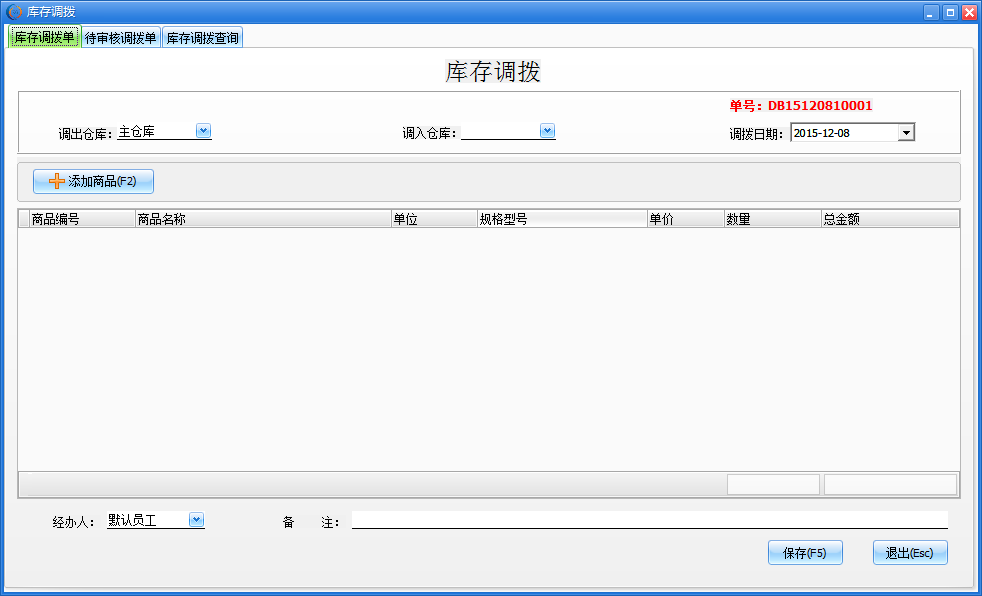 库存调拨
库存调拨单 待审核调拨单 库存调拨查询
库存调拨
单号：DB15120810001
调出仓库：主仓库 调入仓库： 调拨日期：2015-12-08
添加商品(F2)
商品编号 商品名称 单位 规格型号 单价 数量 总金额
经办人：默认员工 备 注：
保存(F5) 退出(Esc)